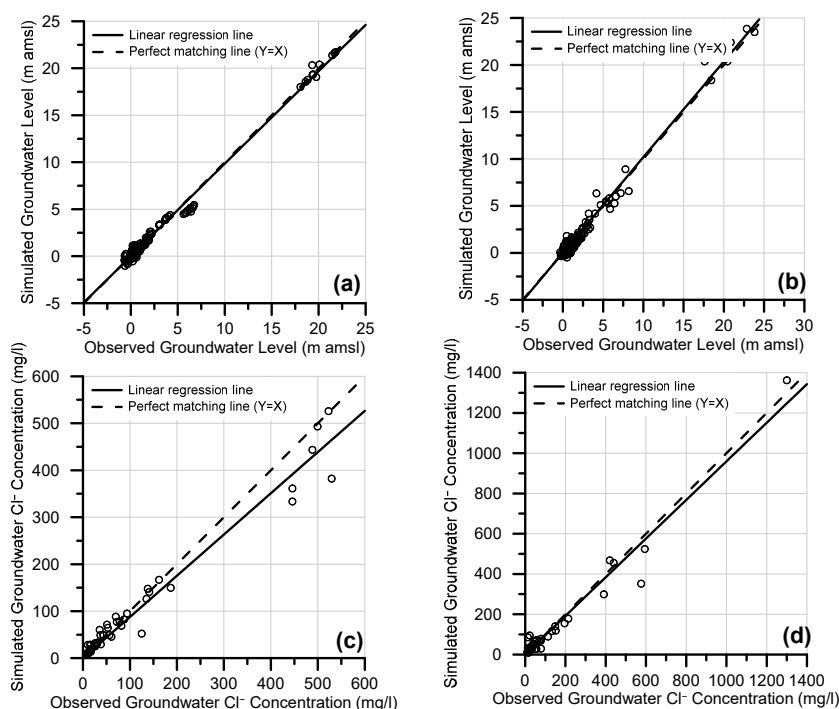 25
20
15
10
5
0
-5
Simulated Groundwater Level (m amsl)
Linear regression line
Perfect matching line (Y=X)
(a)
-5 0 5 10 15 20 25
Observed Groundwater Level (m amsl)
25
20
15
10
5
0
-5
Simulated Groundwater Level (m amsl)
Linear regression line
Perfect matching line (Y=X)
(b)
-5 0 5 10 15 20 25 30
Observed Groundwater Level (m amsl)
600
500
400
300
200
100
0
Simulated Groundwater Cl⁻ Concentration (mg/l)
Linear regression line
Perfect matching line (Y=X)
(c)
0 100 200 300 400 500 600
Observed Groundwater Cl⁻ Concentration (mg/l)
1400
1200
1000
800
600
400
200
0
Simulated Groundwater Cl⁻ Concentration (mg/l)
Linear regression line
Perfect matching line (Y=X)
(d)
0 200 400 600 800 1000 1200 1400
Observed Groundwater Cl⁻ Concentration (mg/l)